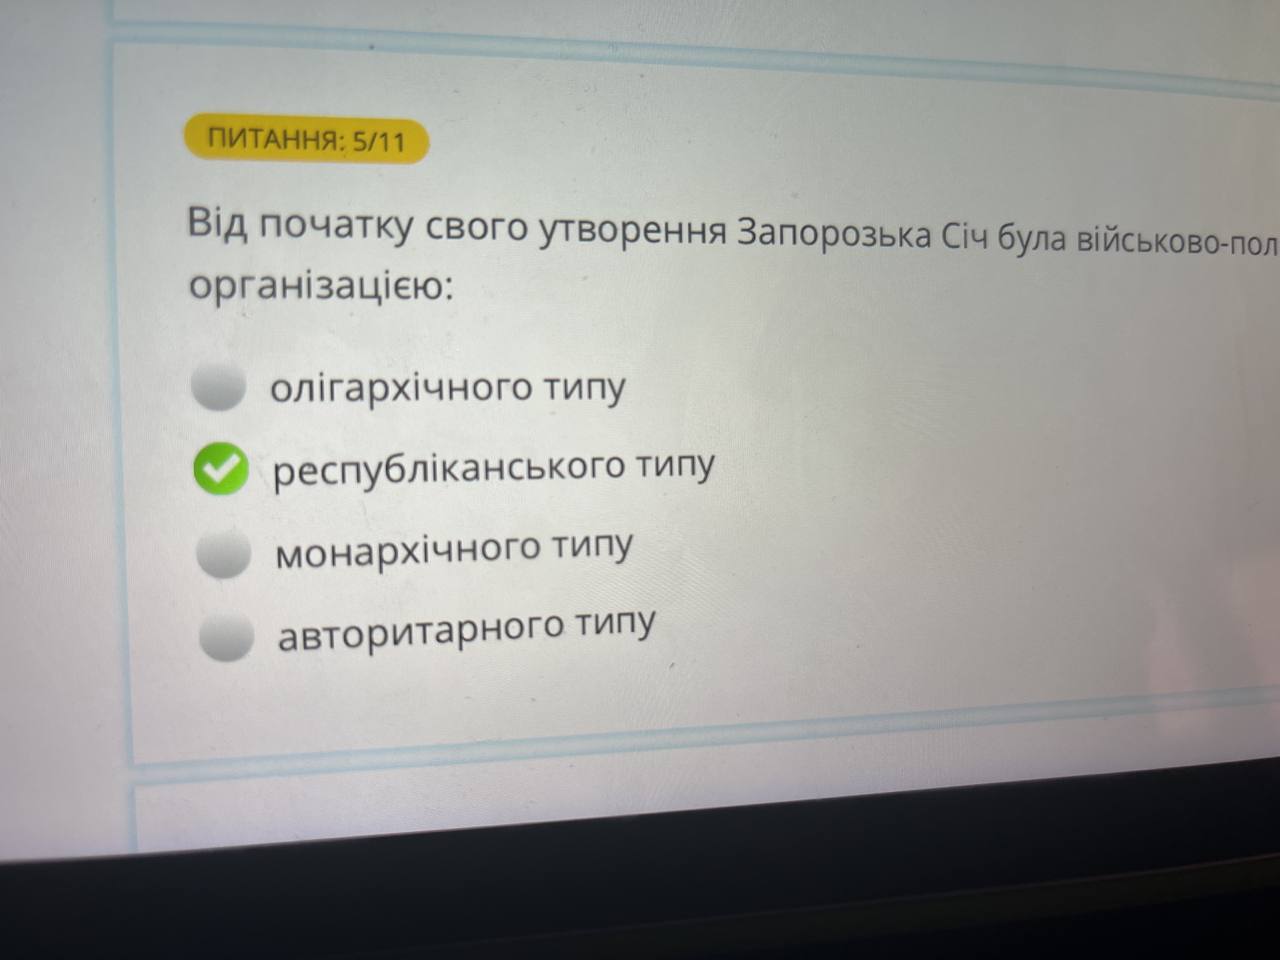 ПИТАННЯ: 5/11
Від початку свого утворення Запорозька Січ була військово-пол
організацією:
олігархічного типу
республіканського типу
монархічного типу
авторитарного типу